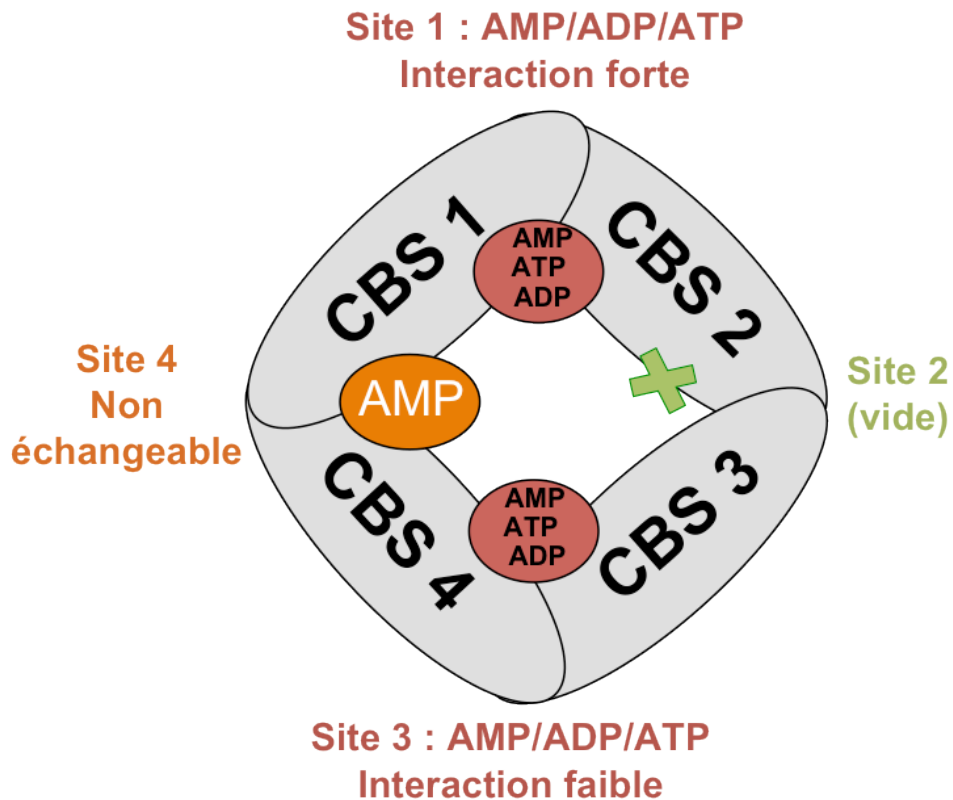 Site 1 : AMP/ADP/ATP
Interaction forte
CBS 1
CBS 2
AMP
ATP
ADP
Site 4
Non
échangeable
AMP
Site 2
(vide)
CBS 4
CBS 3
AMP
ATP
ADP
Site 3 : AMP/ADP/ATP
Interaction faible